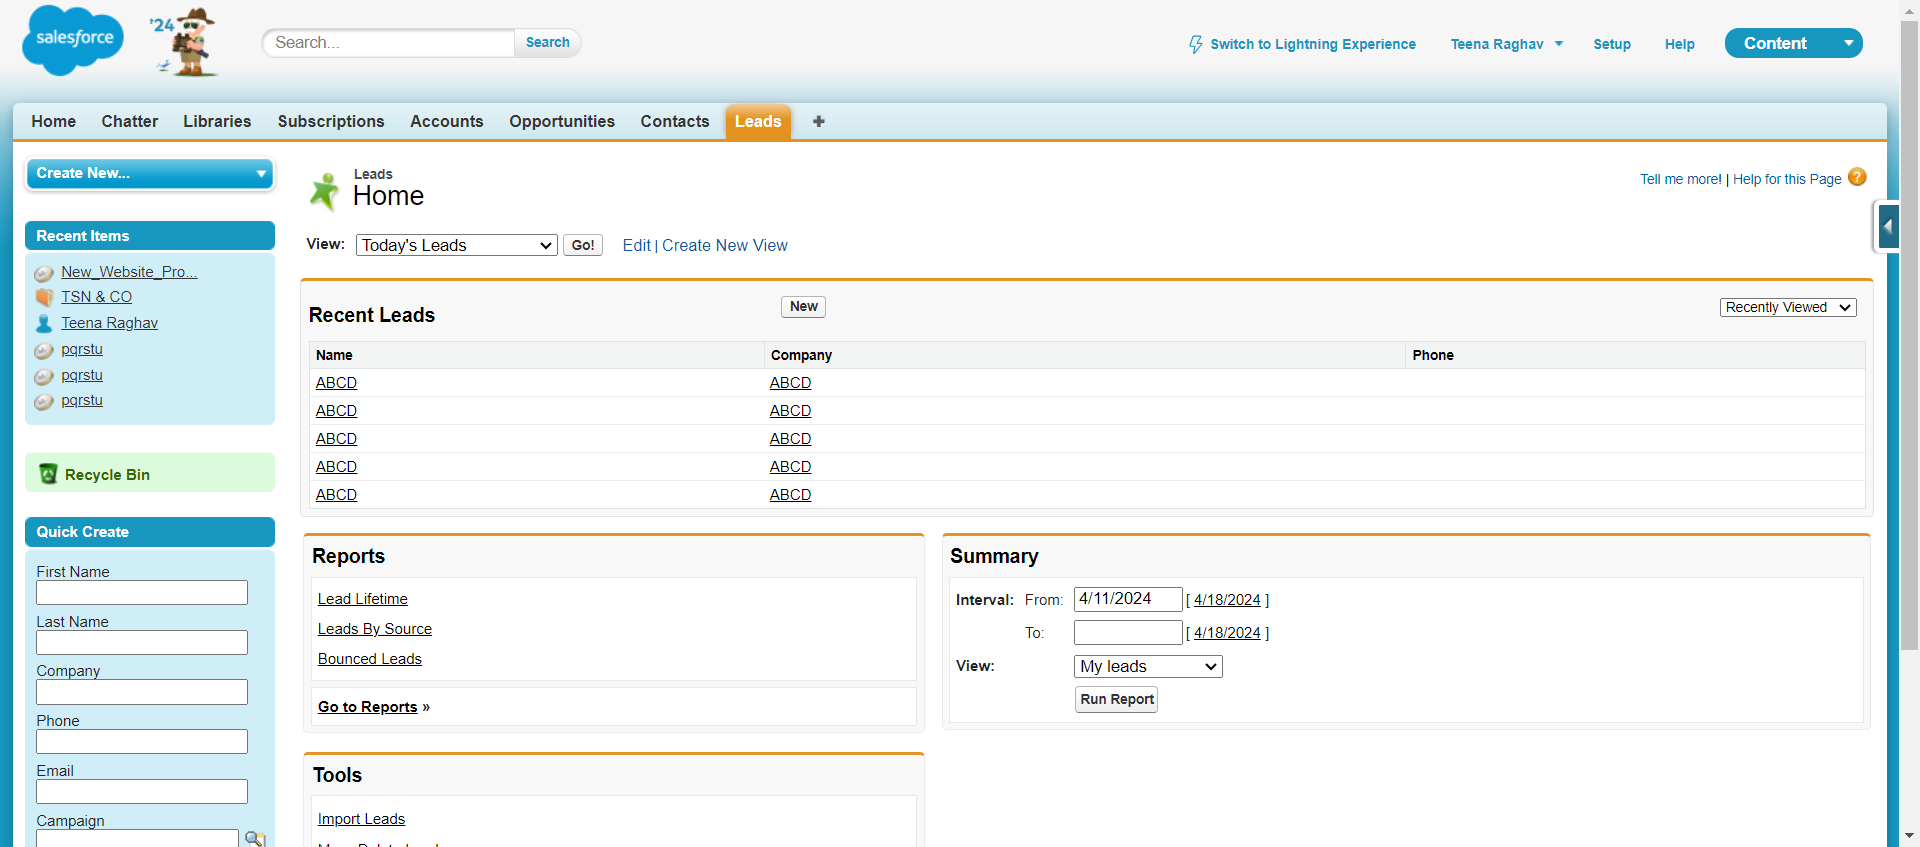 salesforce
'24
Search...
Search
Switch to Lightning Experience
Teena Raghav
Setup
Help
Content
Home
Chatter
Libraries
Subscriptions
Accounts
Opportunities
Contacts
Leads
+
Create New...
Recent Items
New_Website_Pro...
TSN & CO
Teena Raghav
pqrstu
pqrstu
pqrstu
Recycle Bin
Quick Create
First Name
Last Name
Company
Phone
Email
Campaign
Leads
Home
Tell me more! | Help for this Page ?
View: Today's Leads Go! Edit | Create New View
Recent Leads New Recently Viewed
Name Company Phone
ABCD ABCD
ABCD ABCD
ABCD ABCD
ABCD ABCD
ABCD ABCD
Reports
Lead Lifetime
Leads By Source
Bounced Leads
Go to Reports »
Summary
Interval: From: 4/11/2024 [ 4/18/2024 ]
To: [ 4/18/2024 ]
View: My leads
Run Report
Tools
Import Leads